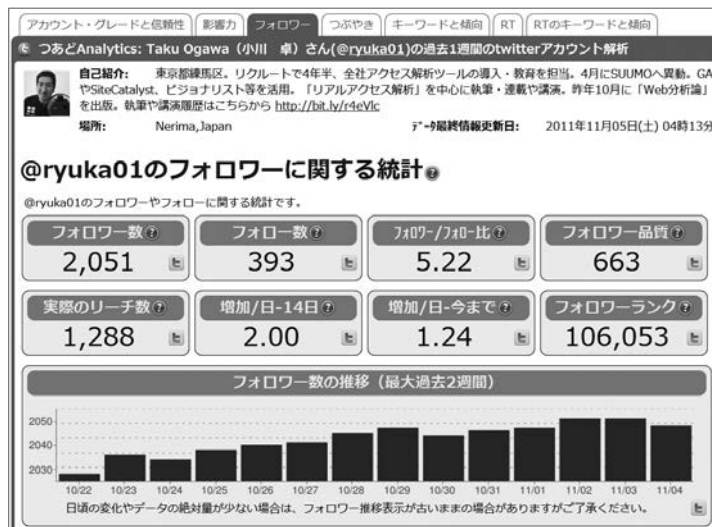 アカウント・グレードと信頼性 影響力 フォロワー つぶやき キーワードと傾向 RT RTのキーワードと傾向
つあどAnalytics: Taku Ogawa（小川　卓）さん(@ryuka01)の過去1週間のtwitterアカウント解析
自己紹介: 東京都練馬区。リクルートで4年半、全社アクセス解析ツールの導入・教育を担当。4月にSUUMOへ異動。GA
やSiteCatalyst、ビジョナリスト等を活用。「リアルアクセス解析」を中心に執筆・連載や講演。昨年10月に「Web分析論」
を出版。執筆や講演履歴はこちらから http://bit.ly/r4eVlc
場所: Nerima,Japan ﾃﾞｰﾀ最終情報更新日: 2011年11月05日(土) 04時13分
@ryuka01のフォロワーに関する統計
@ryuka01のフォロワーやフォローに関する統計です。
フォロワー数 フォロー数 ﾌｫﾛﾜｰ/ﾌｫﾛｰ比 フォロワー品質
2,051 393 5.22 663
実際のリーチ数 増加/日-14日 増加/日-今まで フォロワーランク
1,288 2.00 1.24 106,053
フォロワー数の推移（最大過去2週間）
2050
2040
2030
10/22 10/23 10/24 10/25 10/26 10/27 10/28 10/29 10/30 10/31 11/01 11/02 11/03 11/04
日頃の変化やデータの絶対量が少ない場合は、フォロワー推移表示が古いままの場合がありますがご了承ください。